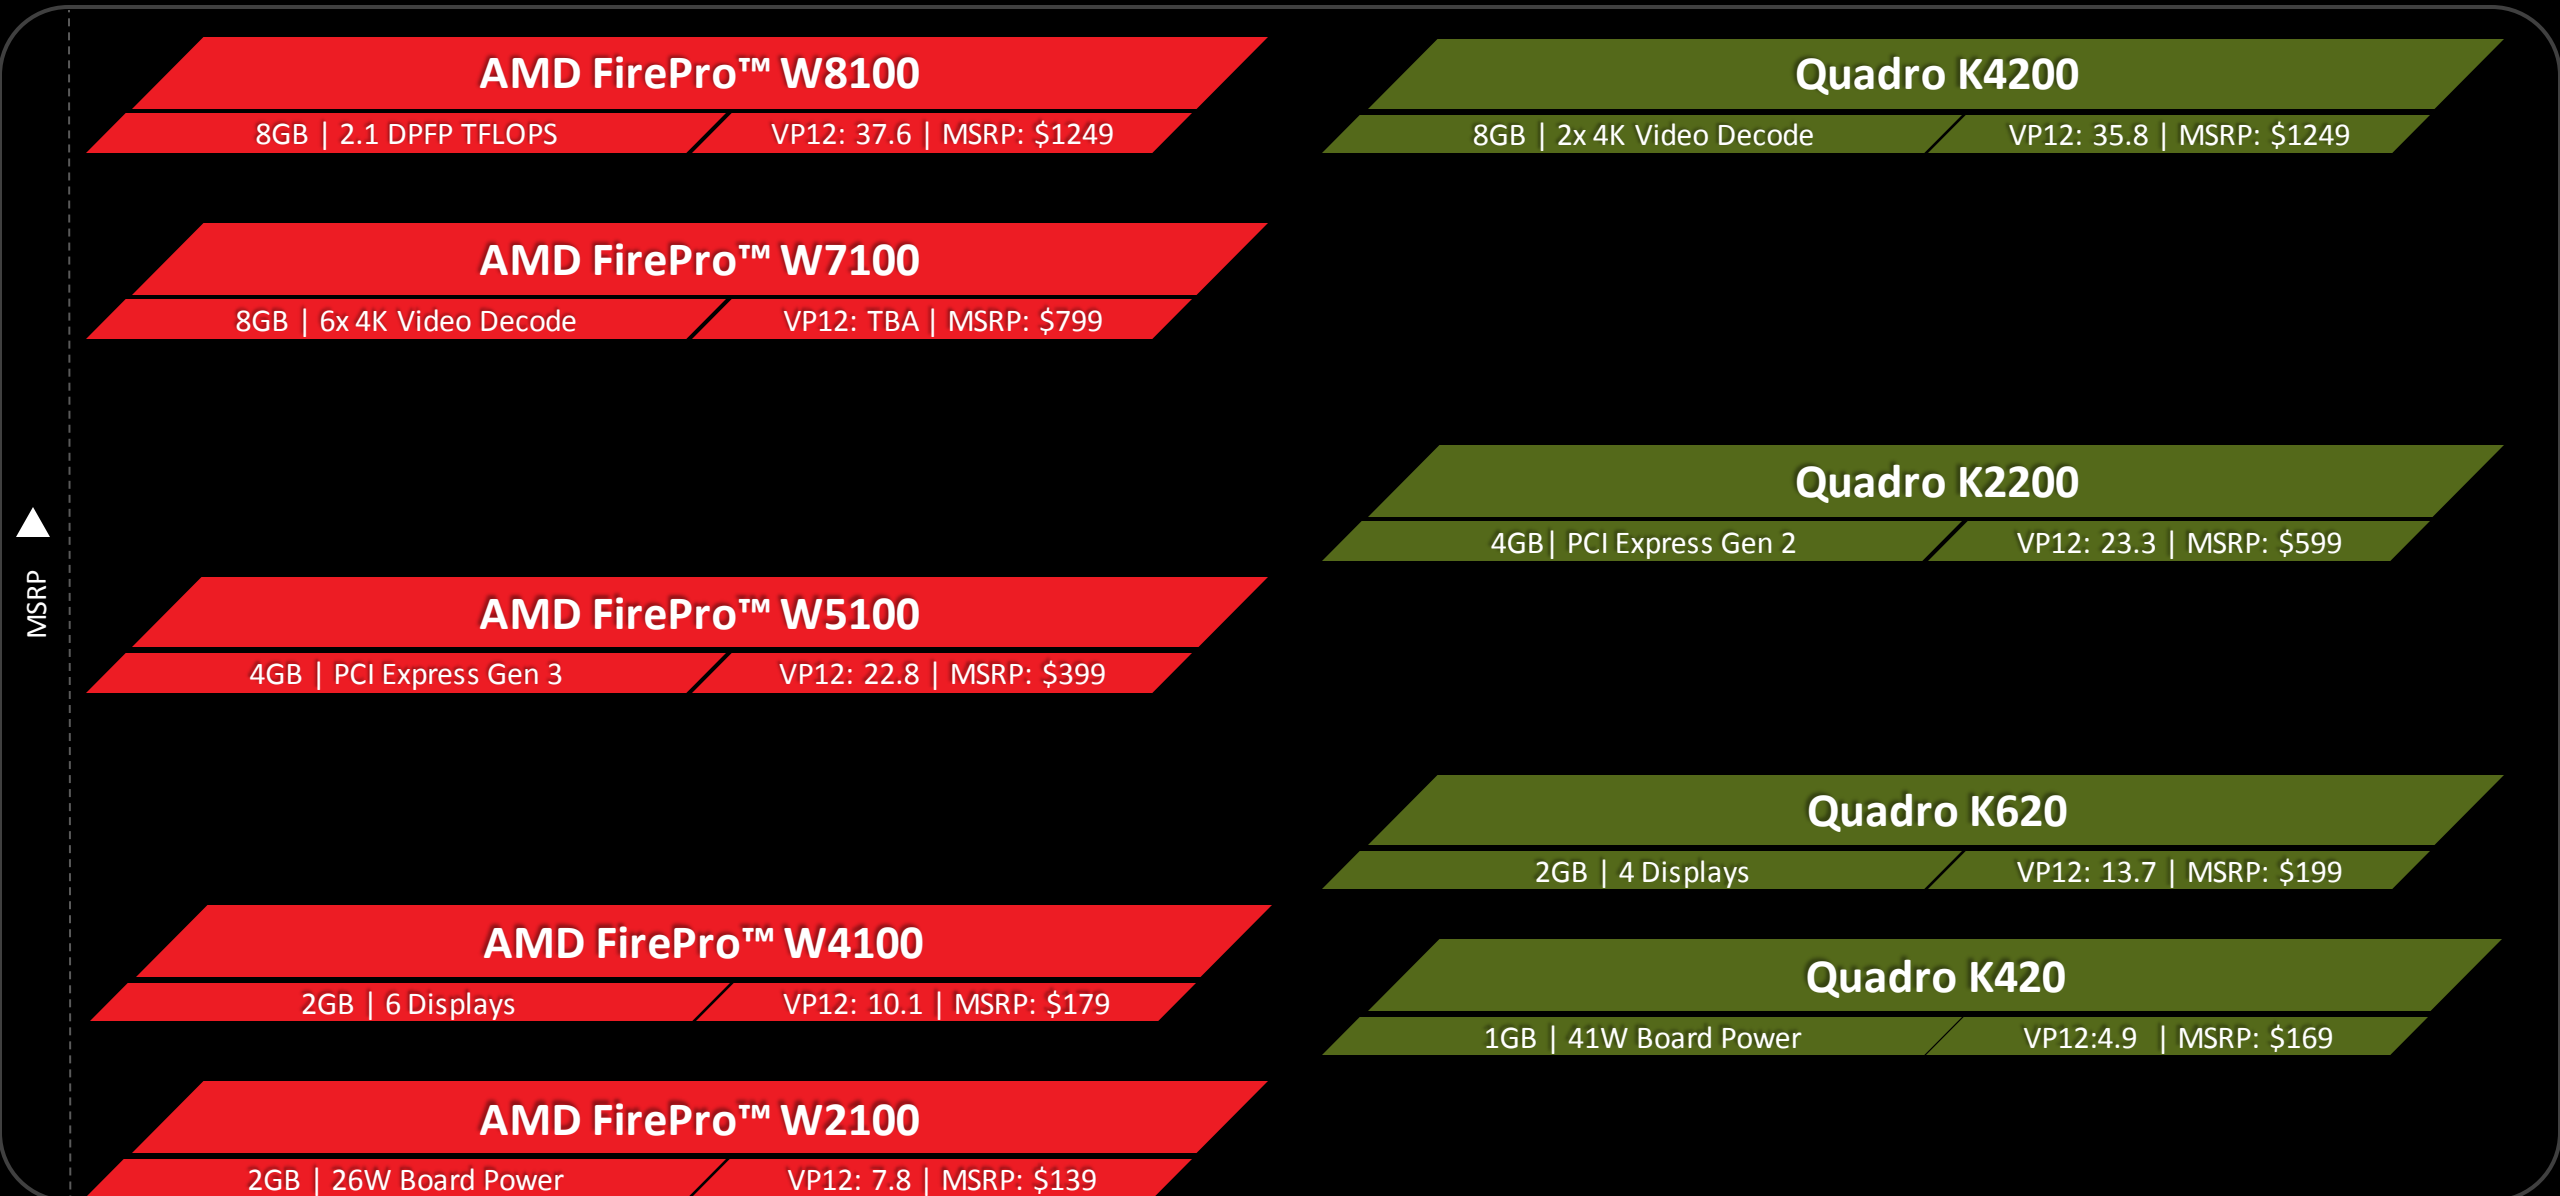 AMD FirePro™ W8100
8GB | 2.1 DPFP TFLOPS
VP12: 37.6 | MSRP: $1249
AMD FirePro™ W7100
8GB | 6x 4K Video Decode
VP12: TBA | MSRP: $799
AMD FirePro™ W5100
4GB | PCI Express Gen 3
VP12: 22.8 | MSRP: $399
AMD FirePro™ W4100
2GB | 6 Displays
VP12: 10.1 | MSRP: $179
AMD FirePro™ W2100
2GB | 26W Board Power
VP12: 7.8 | MSRP: $139
Quadro K4200
8GB | 2x 4K Video Decode
VP12: 35.8 | MSRP: $1249
Quadro K2200
4GB| PCI Express Gen 2
VP12: 23.3 | MSRP: $599
Quadro K620
2GB | 4 Displays
VP12: 13.7 | MSRP: $199
Quadro K420
1GB | 41W Board Power
VP12:4.9 | MSRP: $169
MSRP